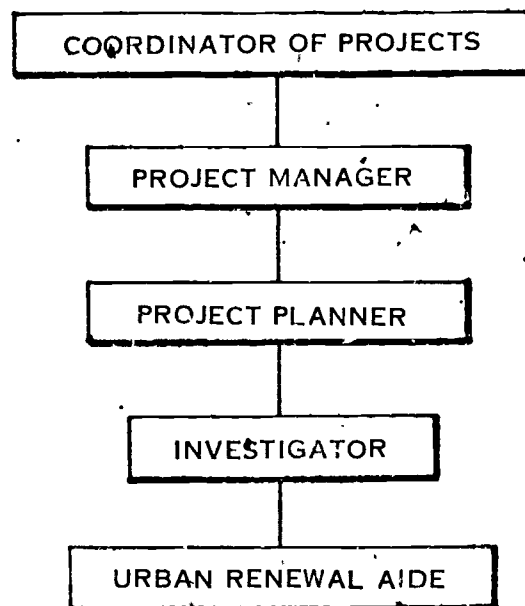 COORDINATOR OF PROJECTS
PROJECT MANAGER
PROJECT PLANNER
INVESTIGATOR
URBAN RENEWAL AIDE